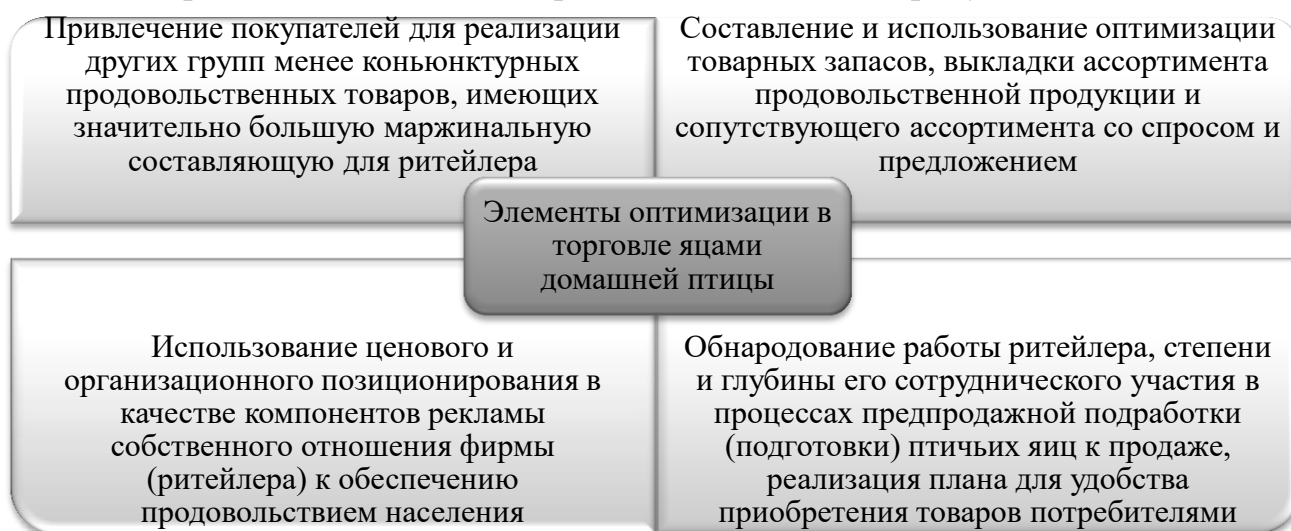 Привлечение покупателей для реализации
других групп менее коньюнктурных
продовольственных товаров, имеющих
значительно большую маржинальную
составляющую для ритейлера
Составление и использование оптимизации
товарных запасов, выкладки ассортимента
продовольственной продукции и
сопутствующего ассортимента со спросом и
предложением
Элементы оптимизации в
торговле яцами
домашней птицы
Использование ценового и
организационного позиционирования в
качестве компонентов рекламы
собственного отношения фирмы
(ритейлера) к обеспечению
продовольствием населения
Обнародование работы ритейлера, степени
и глубины его сотруднического участия в
процессах предпродажной подработки
(подготовки) птичьих яиц к продаже,
реализация плана для удобства
приобретения товаров потребителями